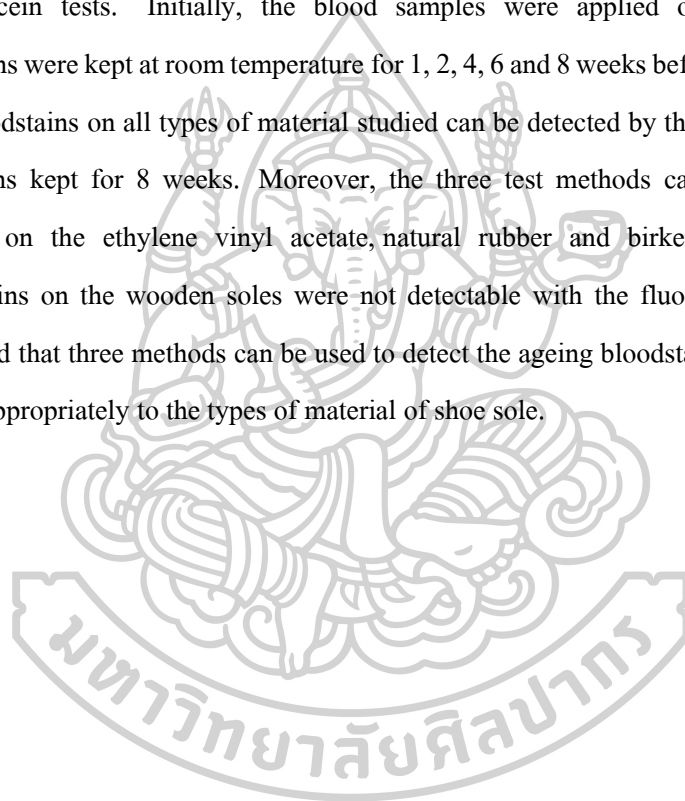 cein tests. Initially, the blood samples were applied o
ns were kept at room temperature for 1, 2, 4, 6 and 8 weeks bef
odstains on all types of material studied can be detected by th
ns kept for 8 weeks. Moreover, the three test methods ca
on the ethylene vinyl acetate, natural rubber and birke
ins on the wooden soles were not detectable with the fluo
d that three methods can be used to detect the ageing bloodsta
ppropriately to the types of material of shoe sole.
มหาวิทยาลัยศิลปากร